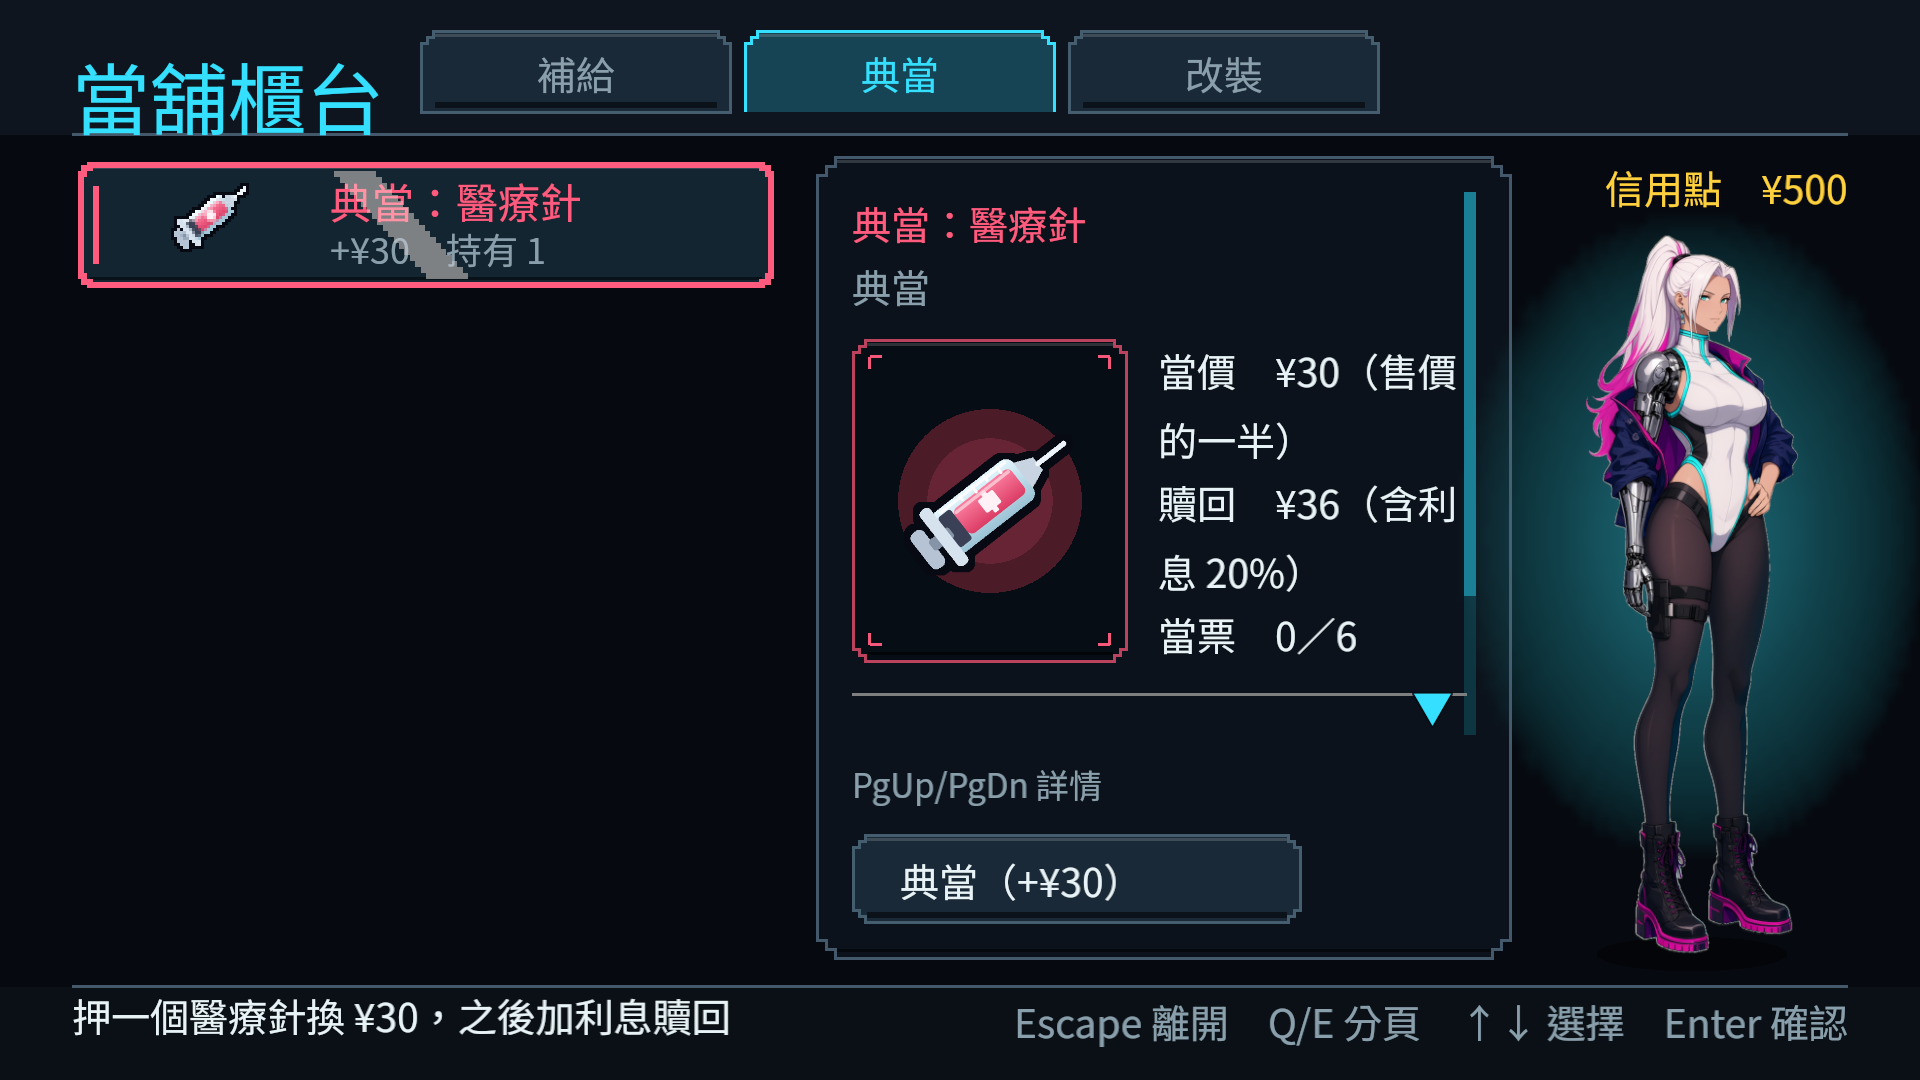 當舖櫃台
補給
典當
改裝
典當：醫療針
+¥30 持有 1
典當：醫療針
典當
當價 ¥30（售價
的一半）
贖回 ¥36（含利
息 20%）
當票 0／6
PgUp/PgDn 詳情
典當（+¥30）
信用點 ¥500
押一個醫療針換 ¥30，之後加利息贖回
Escape 離開 Q/E 分頁 ↑↓ 選擇 Enter 確認